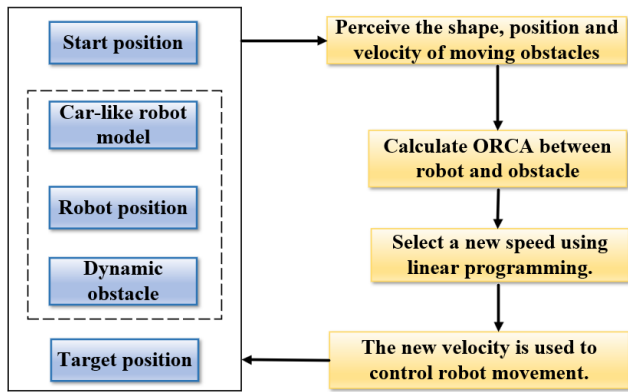 Start position
Car-like robot
model
Robot position
Dynamic
obstacle
Target position
Perceive the shape, position and
velocity of moving obstacles
Calculate ORCA between
robot and obstacle
Select a new speed using
linear programming.
The new velocity is used to
control robot movement.